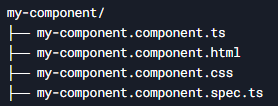 my-component/
├── my-component.component.ts
├── my-component.component.html
├── my-component.component.css
├── my-component.component.spec.ts